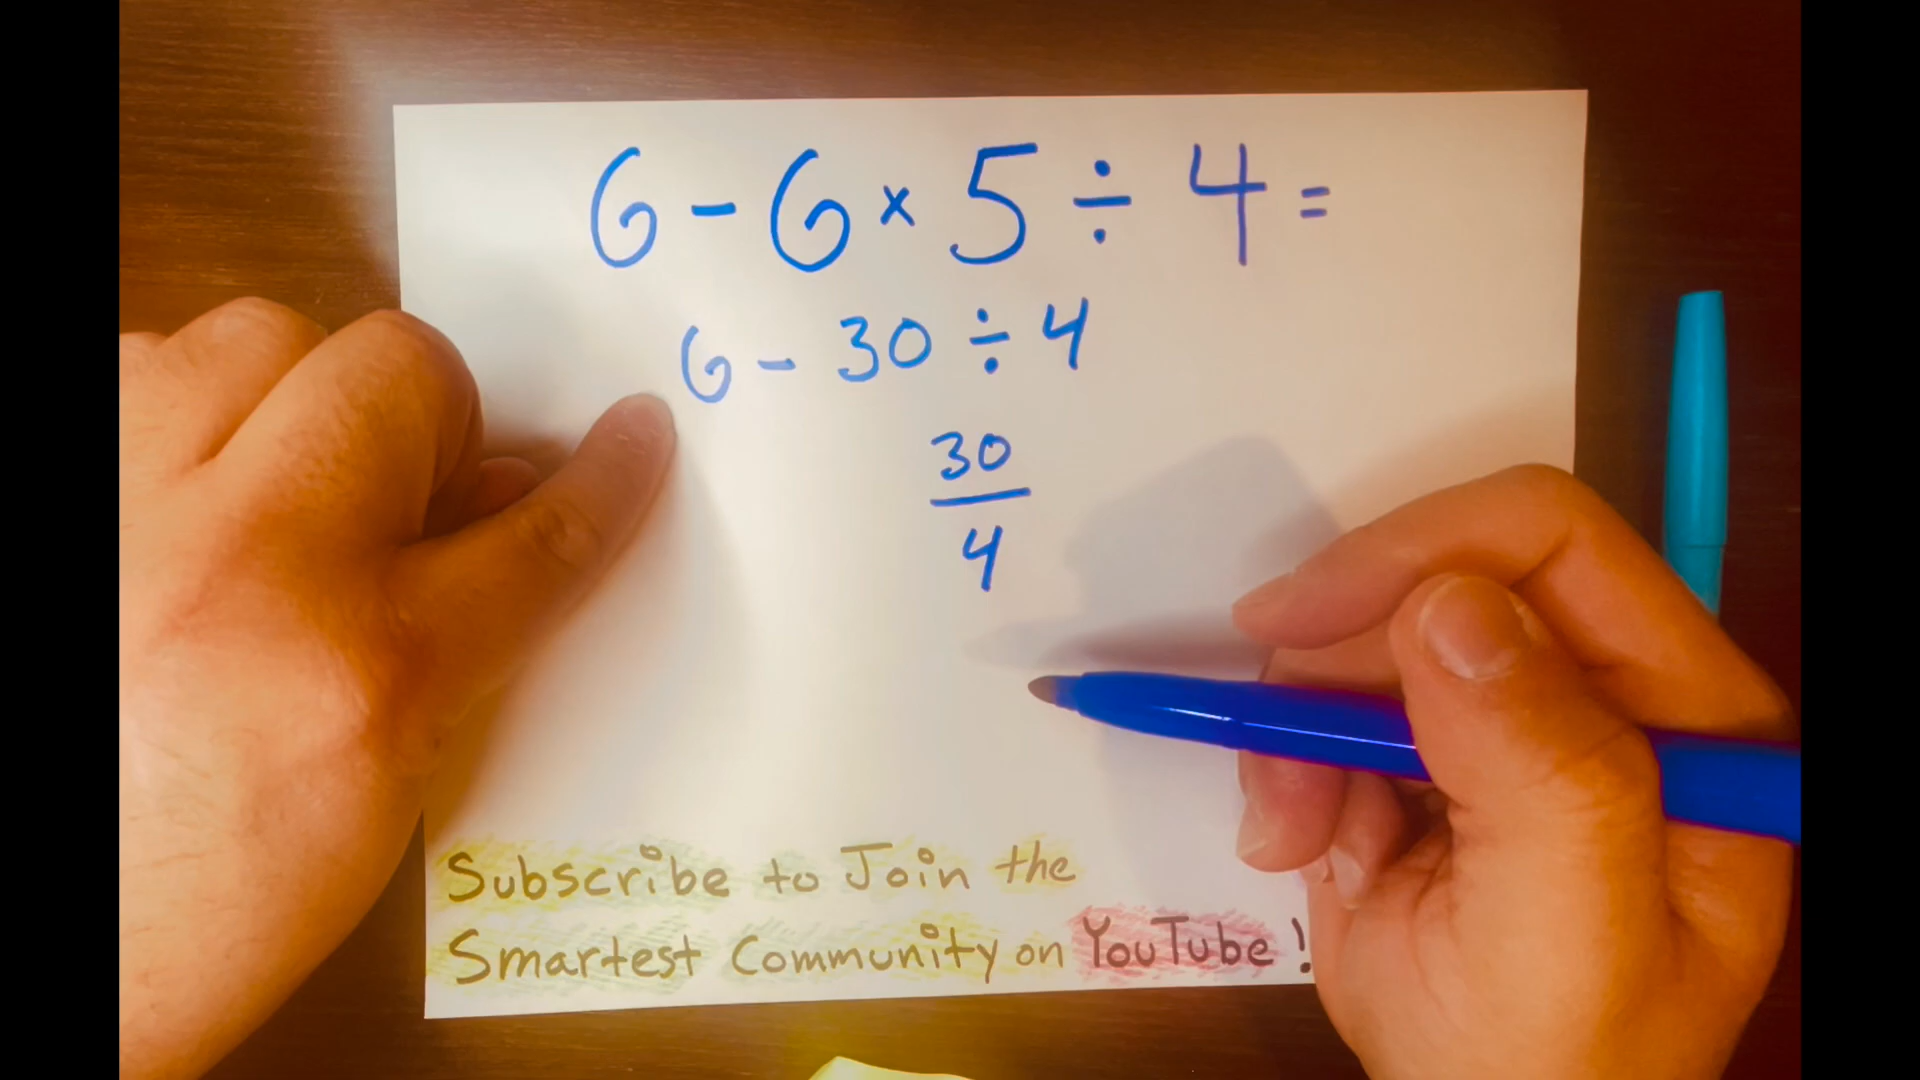 6 - 6 × 5 ÷ 4 =
6 - 30 ÷ 4
30
4
Subscribe to Join the
Smartest Community on YouTube!